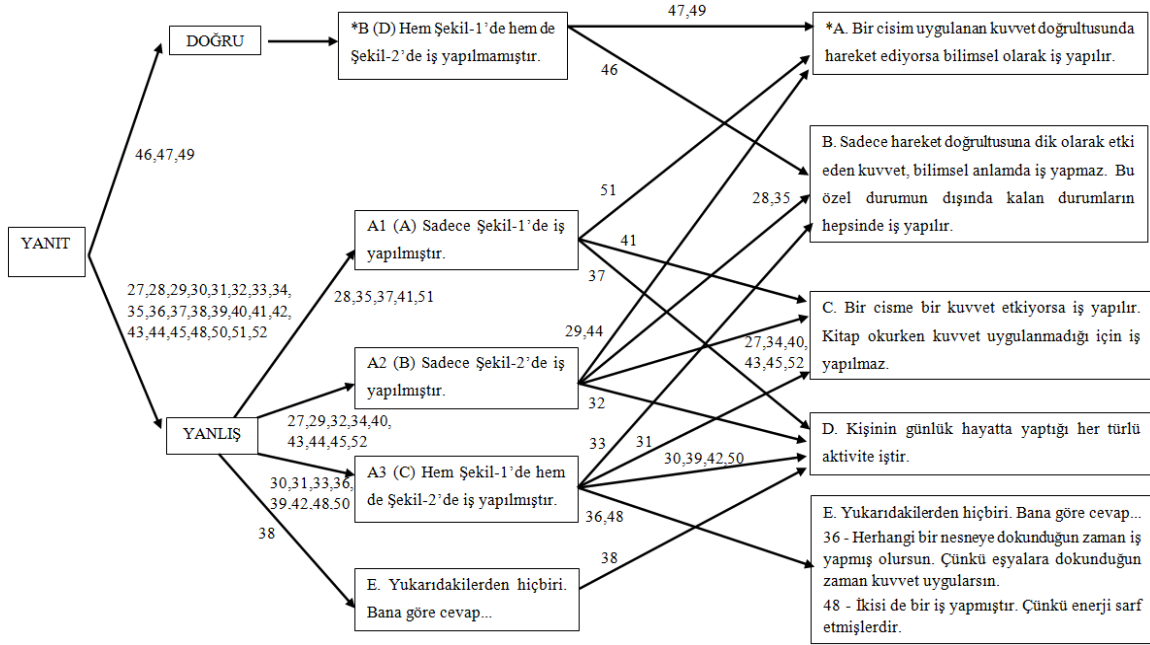 YANIT
DOĞRU
YANLIŞ
46,47,49
27,28,29,30,31,32,33,34,
35,36,37,38,39,40,41,42,
43,44,45,48,50,51,52
*B (D) Hem Şekil-1’de hem de
Şekil-2’de iş yapılmamıştır.
28,35,37,41,51
A1 (A) Sadece Şekil-1’de iş
yapılmıştır.
27,29,32,34,40,
43,44,45,52
A2 (B) Sadece Şekil-2’de iş
yapılmıştır.
30,31,33,36,
39,42.48.50
A3 (C) Hem Şekil-1’de hem
de Şekil-2’de iş yapılmıştır.
38
E. Yukarıdakilerden hiçbiri.
Bana göre cevap...
47,49
46
51
41
37
29,44
28,35
27,34,40,
43,45,52
32
33
31
30,39,42,50
36,48
38
*A. Bir cisim uygulanan kuvvet doğrultusunda
hareket ediyorsa bilimsel olarak iş yapılır.
B. Sadece hareket doğrultusuna dik olarak etki
eden kuvvet, bilimsel anlamda iş yapmaz. Bu
özel durumun dışında kalan durumların
hepsinde iş yapılır.
C. Bir cisme bir kuvvet etkiyorsa iş yapılır.
Kitap okurken kuvvet uygulanmadığı için iş
yapılmaz.
D. Kişinin günlük hayatta yaptığı her türlü
aktivite iştir.
E. Yukarıdakilerden hiçbiri. Bana göre cevap...
36 - Herhangi bir nesneye dokunduğun zaman iş
yapmış olursun. Çünkü eşyalara dokunduğun
zaman kuvvet uygularsın.
48 - İkisi de bir iş yapmıştır. Çünkü enerji sarf
etmişlerdir.